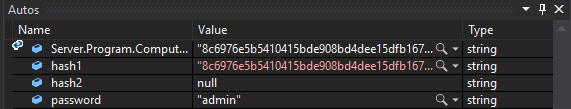 Autos
Name Value Type
Server.Program.Comput... "8c6976e5b5410415bde908bd4dee15dfb167... string
hash1 "8c6976e5b5410415bde908bd4dee15dfb167... string
hash2 null string
password "admin" string